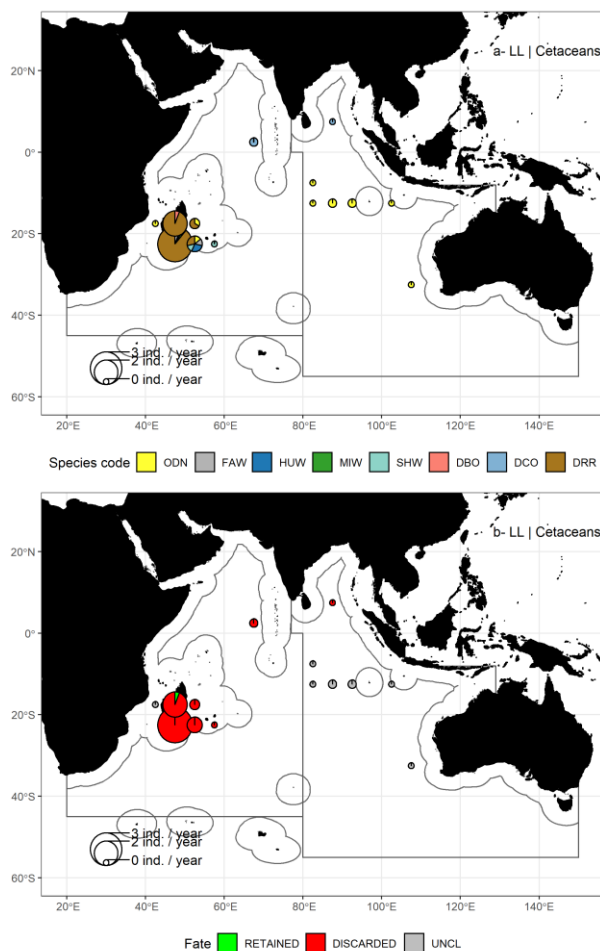 a- LL | Cetaceans
20°N
0°
20°S
40°S
60°S
3 ind. / year
2 ind. / year
0 ind. / year
20°E 40°E 60°E 80°E 100°E 120°E 140°E
Species code ODN FAW HUW MIW SHW DBO DCO DRR
b- LL | Cetaceans
20°N
0°
20°S
40°S
60°S
3 ind. / year
2 ind. / year
0 ind. / year
20°E 40°E 60°E 80°E 100°E 120°E 140°E
Fate RETAINED DISCARDED UNCL